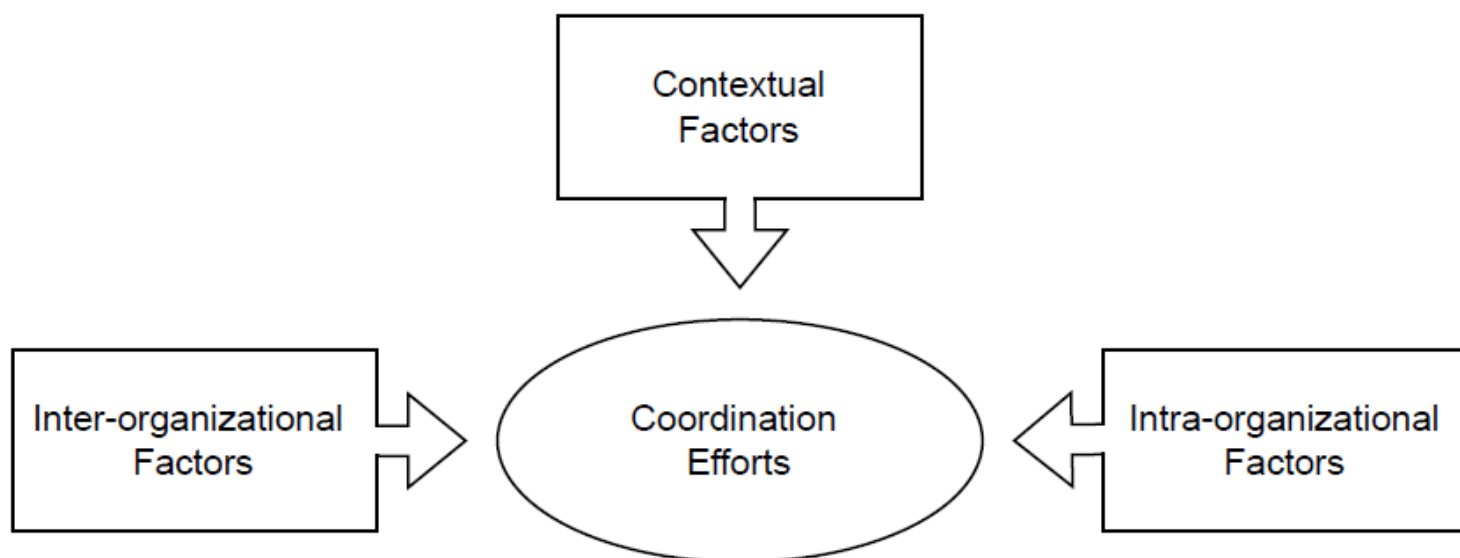 Contextual
Factors
Inter-organizational
Factors
Coordination
Efforts
Intra-organizational
Factors